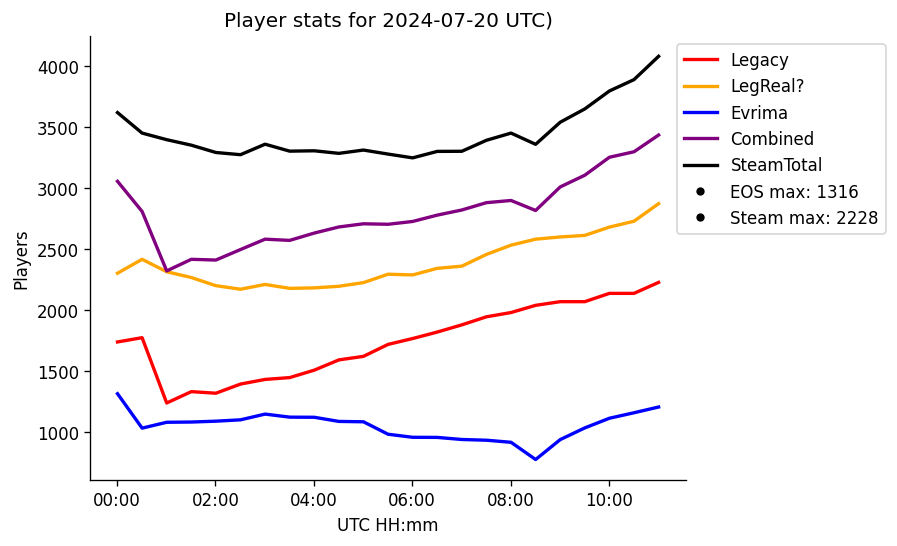 Player stats for 2024-07-20 UTC)
4000
3500
3000
2500
2000
1500
1000
Players
00:00 02:00 04:00 06:00 08:00 10:00
UTC HH:mm
Legacy
LegReal?
Evrima
Combined
SteamTotal
EOS max: 1316
Steam max: 2228